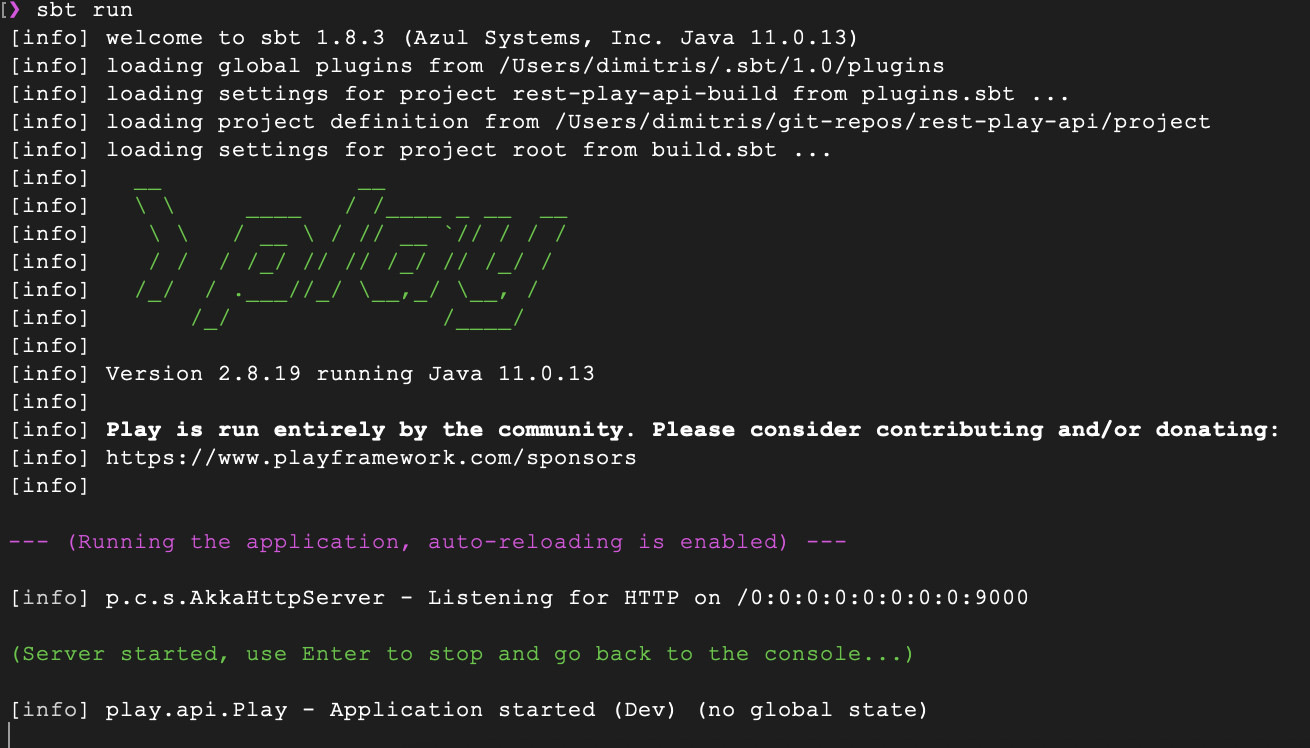 [❯ sbt run
[info] welcome to sbt 1.8.3 (Azul Systems, Inc. Java 11.0.13)
[info] loading global plugins from /Users/dimitris/.sbt/1.0/plugins
[info] loading settings for project rest-play-api-build from plugins.sbt ...
[info] loading project definition from /Users/dimitris/git-repos/rest-play-api/project
[info] loading settings for project root from build.sbt ...
[info]   __              __
[info]   \ \     ____   / /____ _ __  __
[info]    \ \   / __ \ / // __ `// / / /
[info]    / /  / /_/ // // /_/ // /_/ /
[info]   /_/  / .___//_/ \__,_/ \__, /
[info]       /_/               /____/
[info]
[info] Version 2.8.19 running Java 11.0.13
[info]
[info] Play is run entirely by the community. Please consider contributing and/or donating:
[info] https://www.playframework.com/sponsors
[info]
--- (Running the application, auto-reloading is enabled) ---
[info] p.c.s.AkkaHttpServer - Listening for HTTP on /0:0:0:0:0:0:0:0:9000
(Server started, use Enter to stop and go back to the console...)
[info] play.api.Play - Application started (Dev) (no global state)